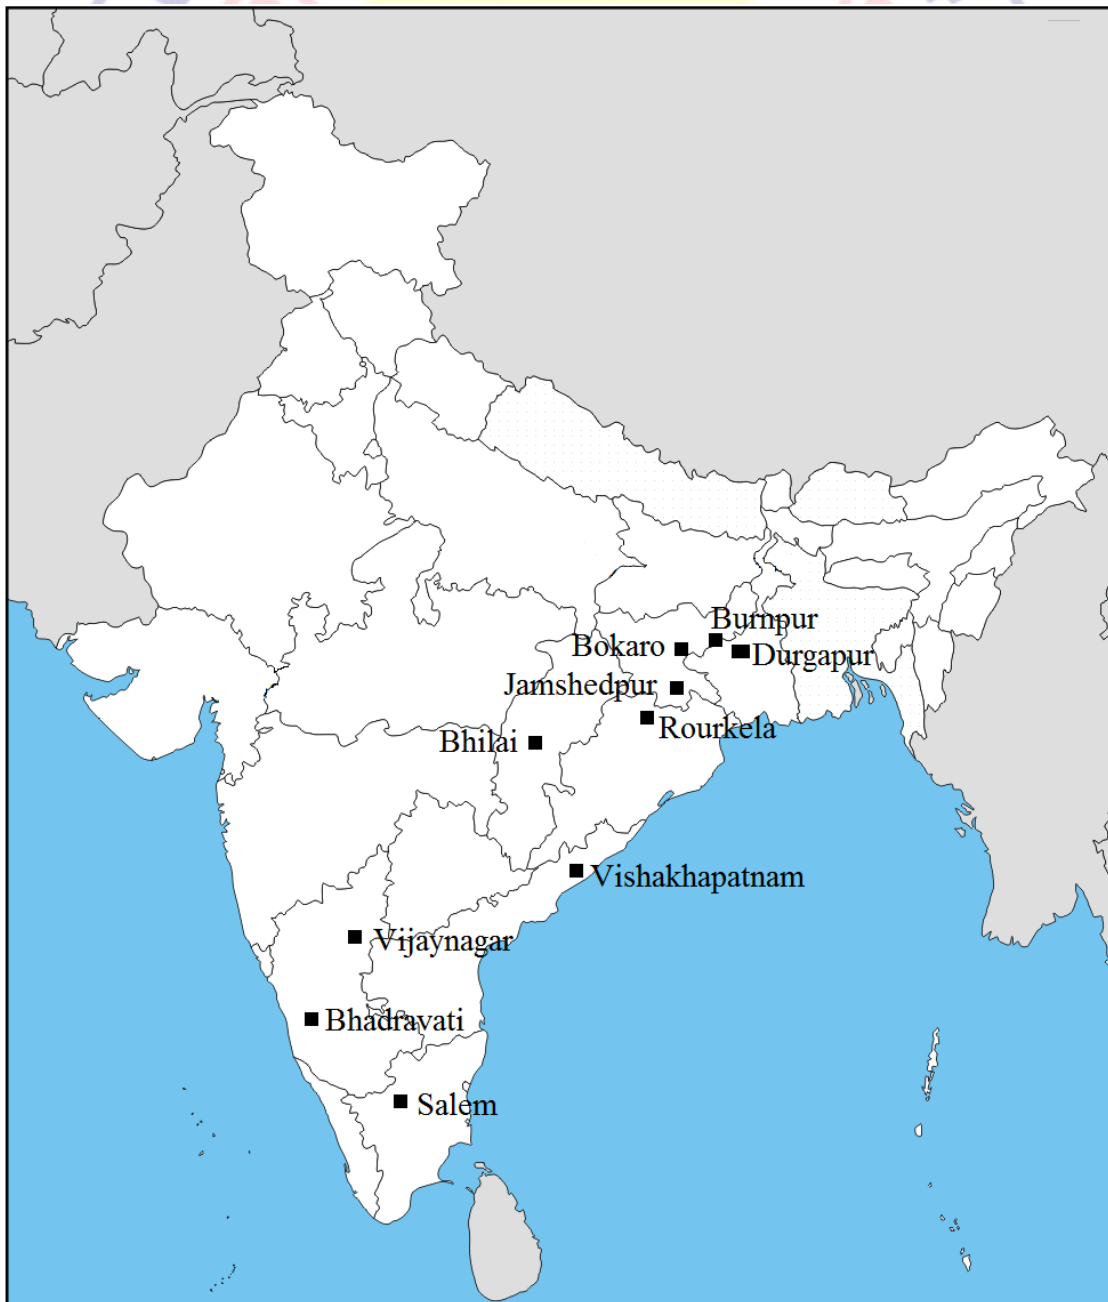 Burnpur
Bokaro
Durgapur
Jamshedpur
Rourkela
Bhilai
Vishakhapatnam
Vijaynagar
Bhadravati
Salem